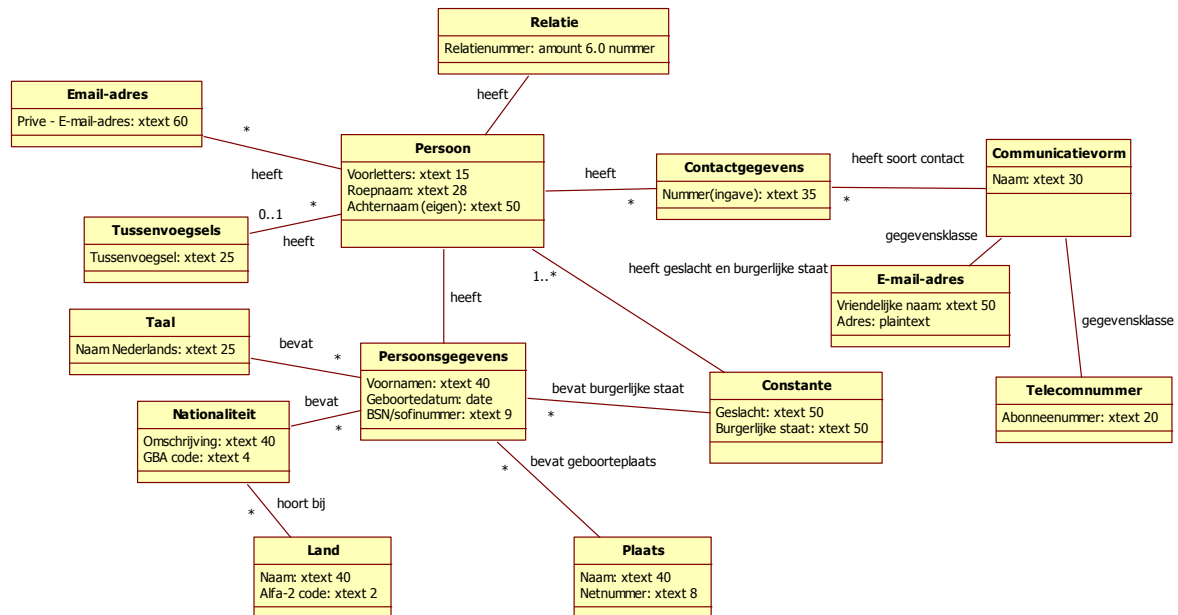 Relatie
Relatienummer: amount 6.0 nummer
heeft
Email-adres
Prive - E-mail-adres: xtext 60
*
heeft
Persoon
Voorletters: xtext 15
Roepnaam: xtext 28
Achternaam (eigen): xtext 50
heeft
*
Contactgegevens
Nummer(ingave): xtext 35
heeft soort contact
*
Communicatievorm
Naam: xtext 30
0..1
*
heeft
Tussenvoegsels
Tussenvoegsel: xtext 25
gegevensklasse
E-mail-adres
Vriendelijke naam: xtext 50
Adres: plaintext
gegevensklasse
Telecomnummer
Abonneenummer: xtext 20
1..*
heeft geslacht en burgerlijke staat
heeft
Taal
Naam Nederlands: xtext 25
bevat
*
Persoonsgegevens
Voornamen: xtext 40
Geboortedatum: date
BSN/sofinummer: xtext 9
bevat burgerlijke staat
*
Constante
Geslacht: xtext 50
Burgerlijke staat: xtext 50
bevat
*
Nationaliteit
Omschrijving: xtext 40
GBA code: xtext 4
*
hoort bij
*
bevat geboorteplaats
Land
Naam: xtext 40
Alfa-2 code: xtext 2
Plaats
Naam: xtext 40
Netnummer: xtext 8